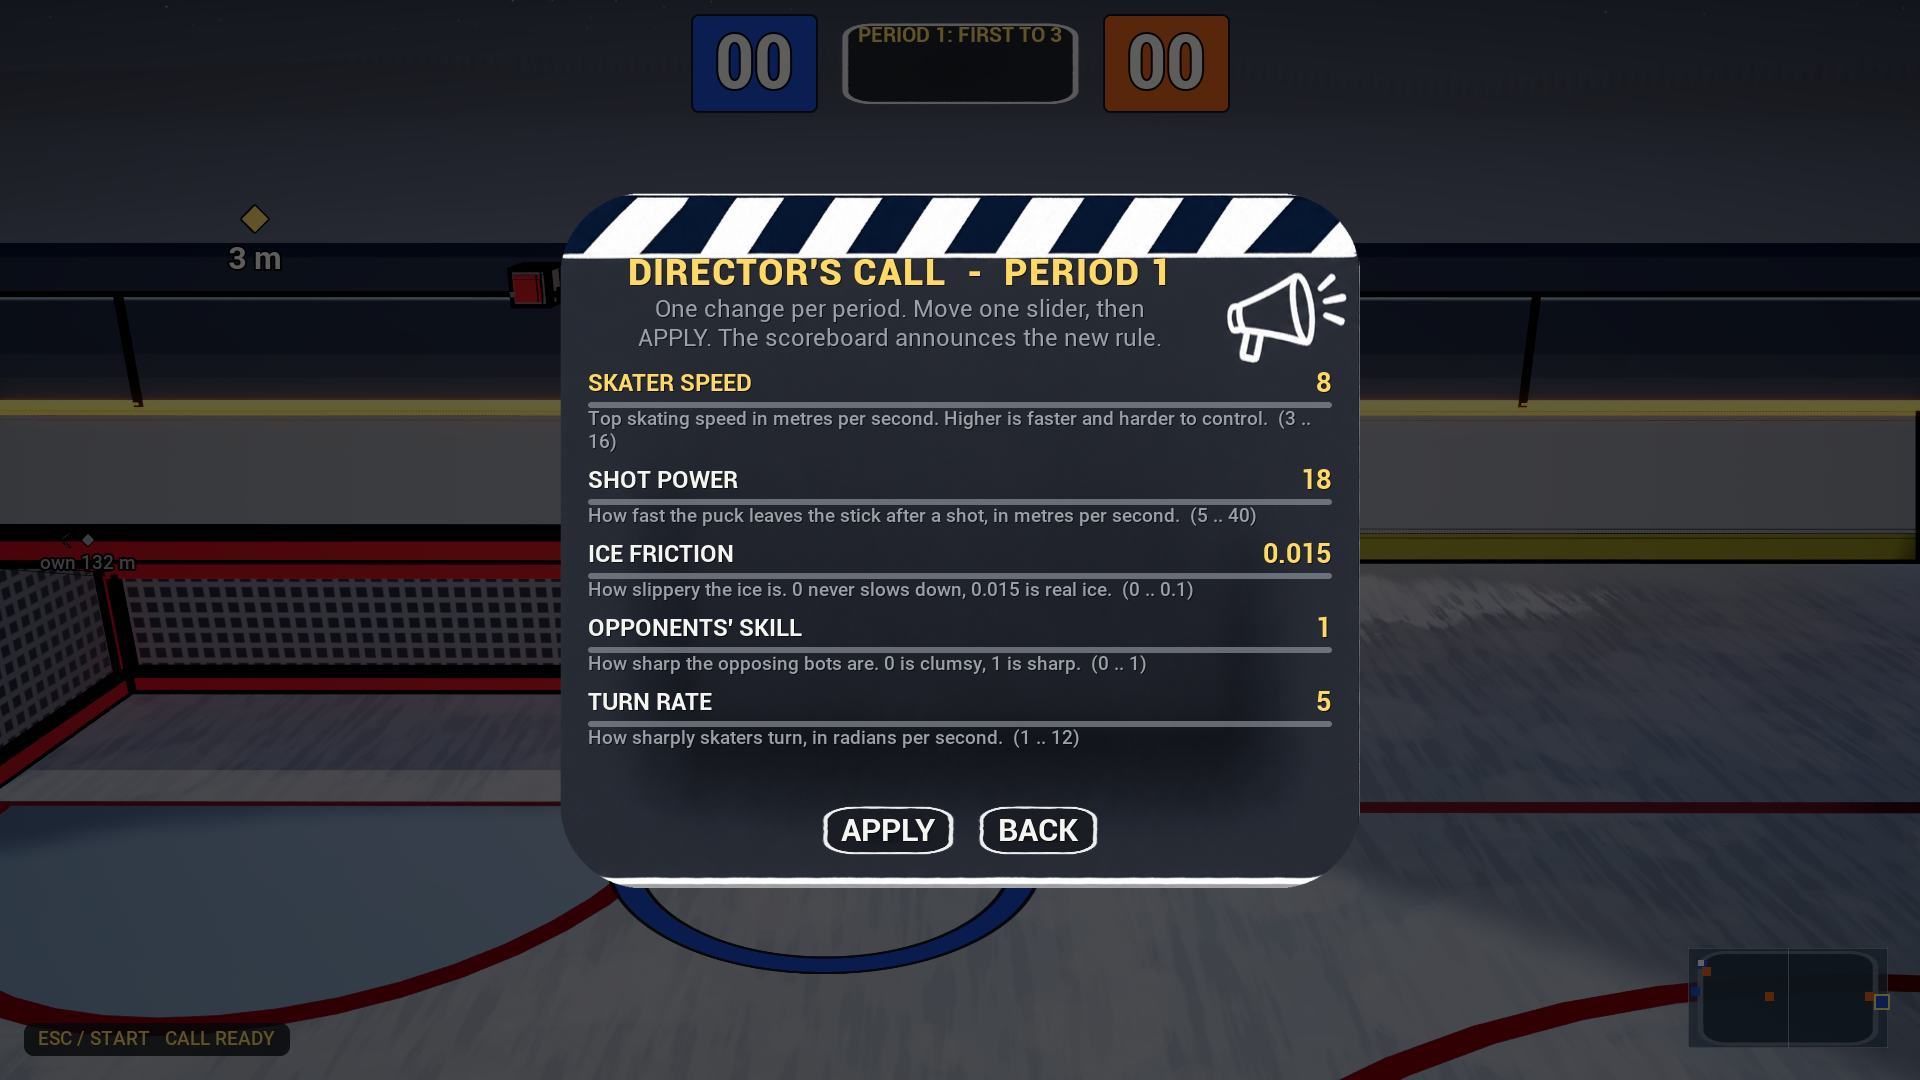 00
PERIOD 1: FIRST TO 3
00
3 m
DIRECTOR'S CALL - PERIOD 1
One change per period. Move one slider, then
APPLY. The scoreboard announces the new rule.
SKATER SPEED 8
Top skating speed in metres per second. Higher is faster and harder to control. (3 ..
16)
SHOT POWER 18
How fast the puck leaves the stick after a shot, in metres per second. (5 .. 40)
own 132 m
ICE FRICTION 0.015
How slippery the ice is. 0 never slows down, 0.015 is real ice. (0 .. 0.1)
OPPONENTS' SKILL 1
How sharp the opposing bots are. 0 is clumsy, 1 is sharp. (0 .. 1)
TURN RATE 5
How sharply skaters turn, in radians per second. (1 .. 12)
APPLY BACK
ESC / START CALL READY